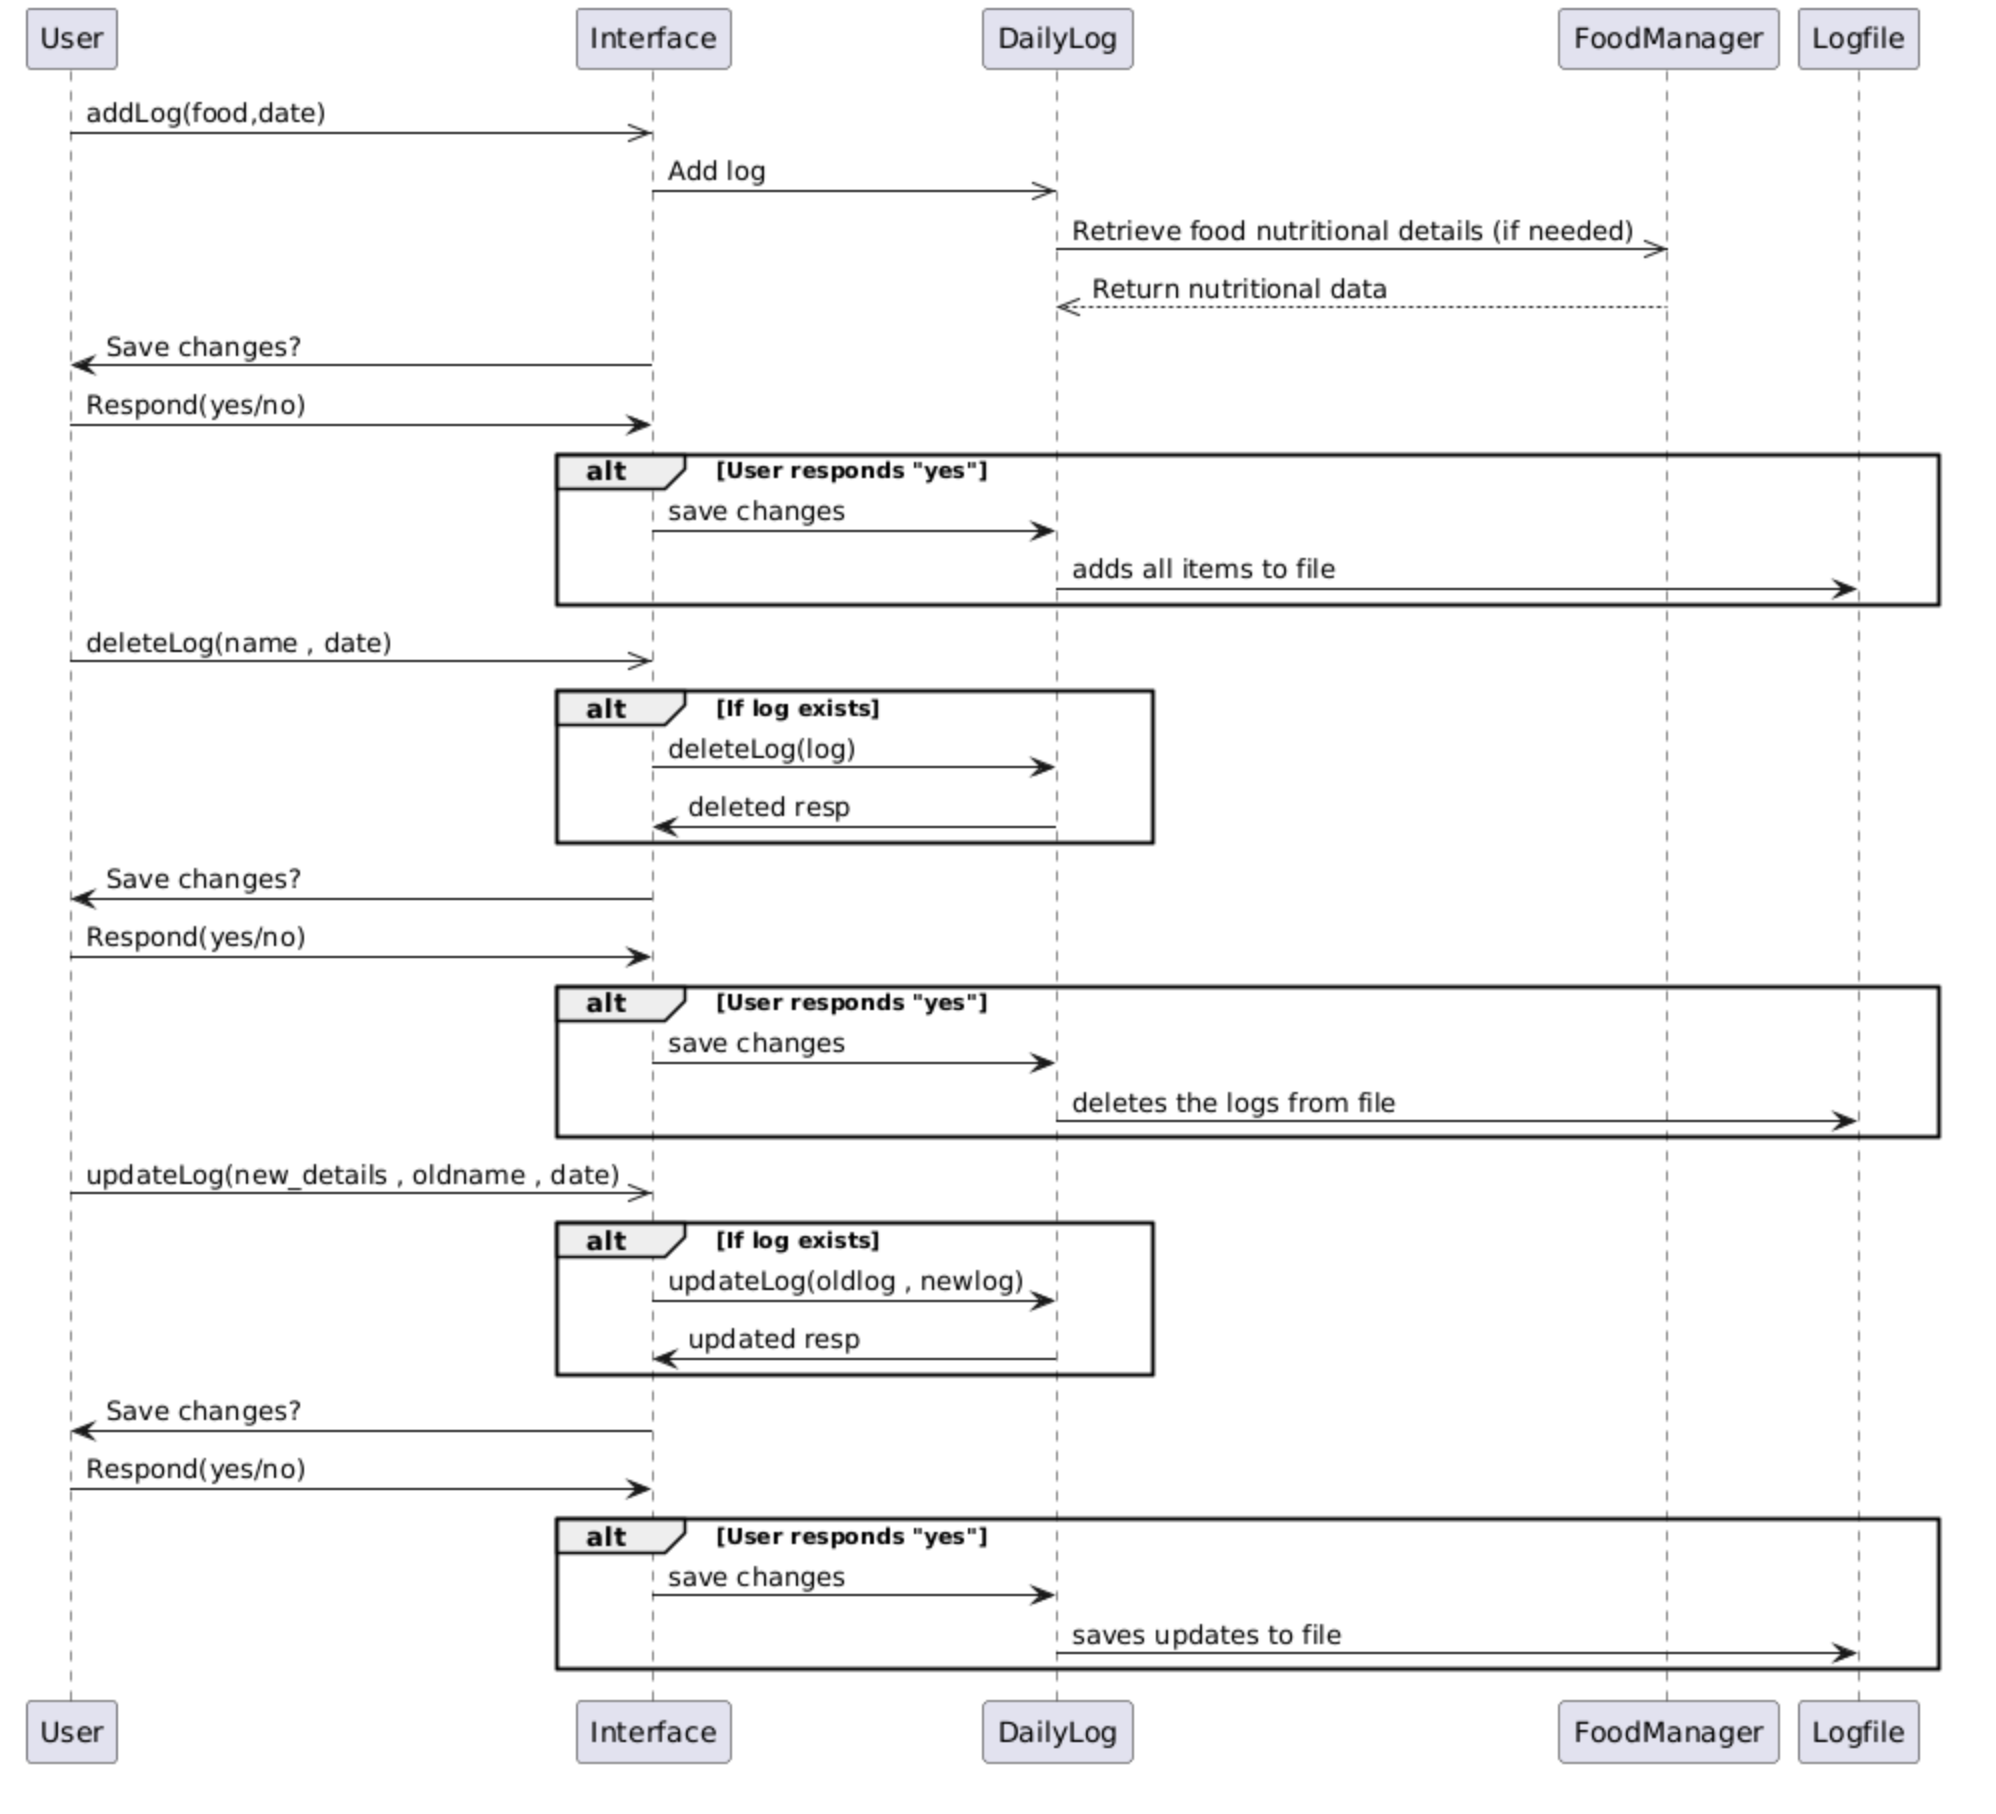 User Interface DailyLog FoodManager Logfile
addLog(food,date)
Add log
Retrieve food nutritional details (if needed)
Return nutritional data
Save changes?
Respond(yes/no)
alt [User responds "yes"]
save changes
adds all items to file
deleteLog(name , date)
alt [If log exists]
deleteLog(log)
deleted resp
Save changes?
Respond(yes/no)
alt [User responds "yes"]
save changes
deletes the logs from file
updateLog(new_details , oldname , date)
alt [If log exists]
updateLog(oldlog , newlog)
updated resp
Save changes?
Respond(yes/no)
alt [User responds "yes"]
save changes
saves updates to file
User Interface DailyLog FoodManager Logfile